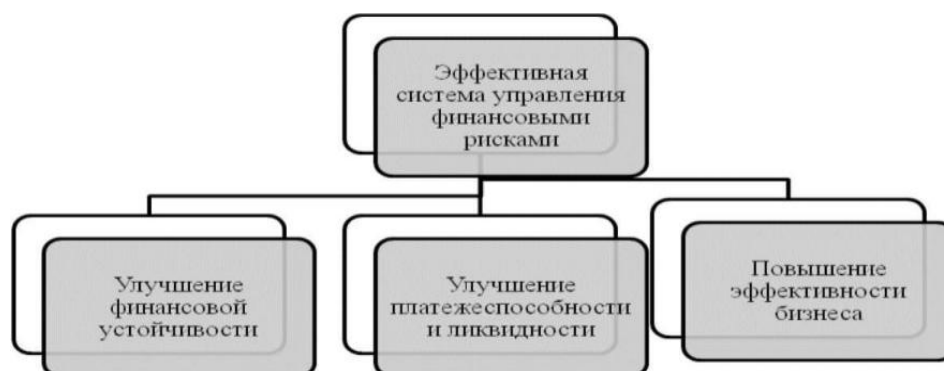 Эффективная
система управления
финансовыми
рисками
Улучшение
финансовой
устойчивости
Улучшение
платежеспособности
и ликвидности
Повышение
эффективности
бизнеса